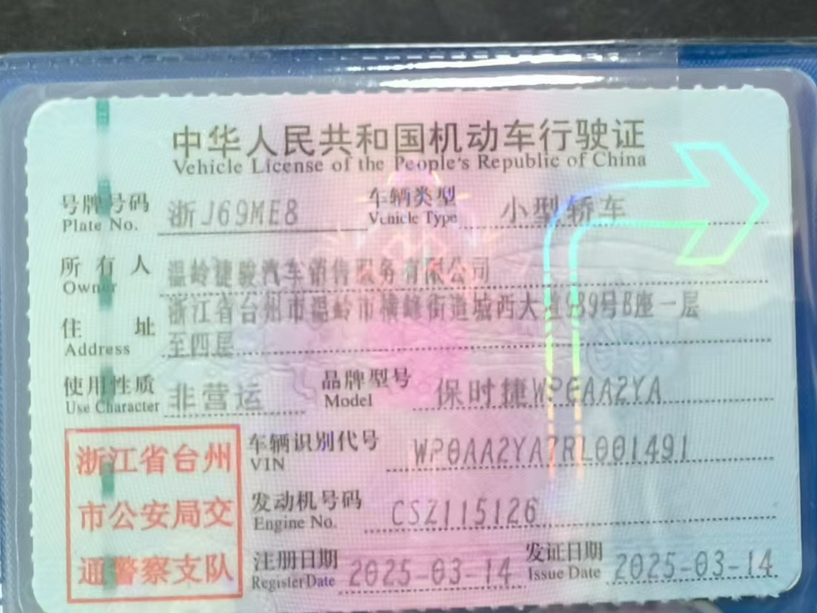 中华人民共和国机动车行驶证
Vehicle License of the People's Republic of China
号牌号码 浙J69ME8 车辆类型 小型轿车
Plate No. Vehicle Type
所有人 温岭捷骏汽车销售服务有限公司
Owner
住址 浙江省台州市温岭市横峰街道城西大道939号B座一层
Address 至四层
使用性质 非营运 品牌型号 保时捷WP0AA2YA
Use Character Model
浙江省台州 车辆识别代号 WP0AA2YA7RL001491
VIN
市公安局交 发动机号码 CSZ115126
Engine No.
通警察支队 注册日期 2025-03-14 发证日期 2025-03-14
Register Date Issue Date